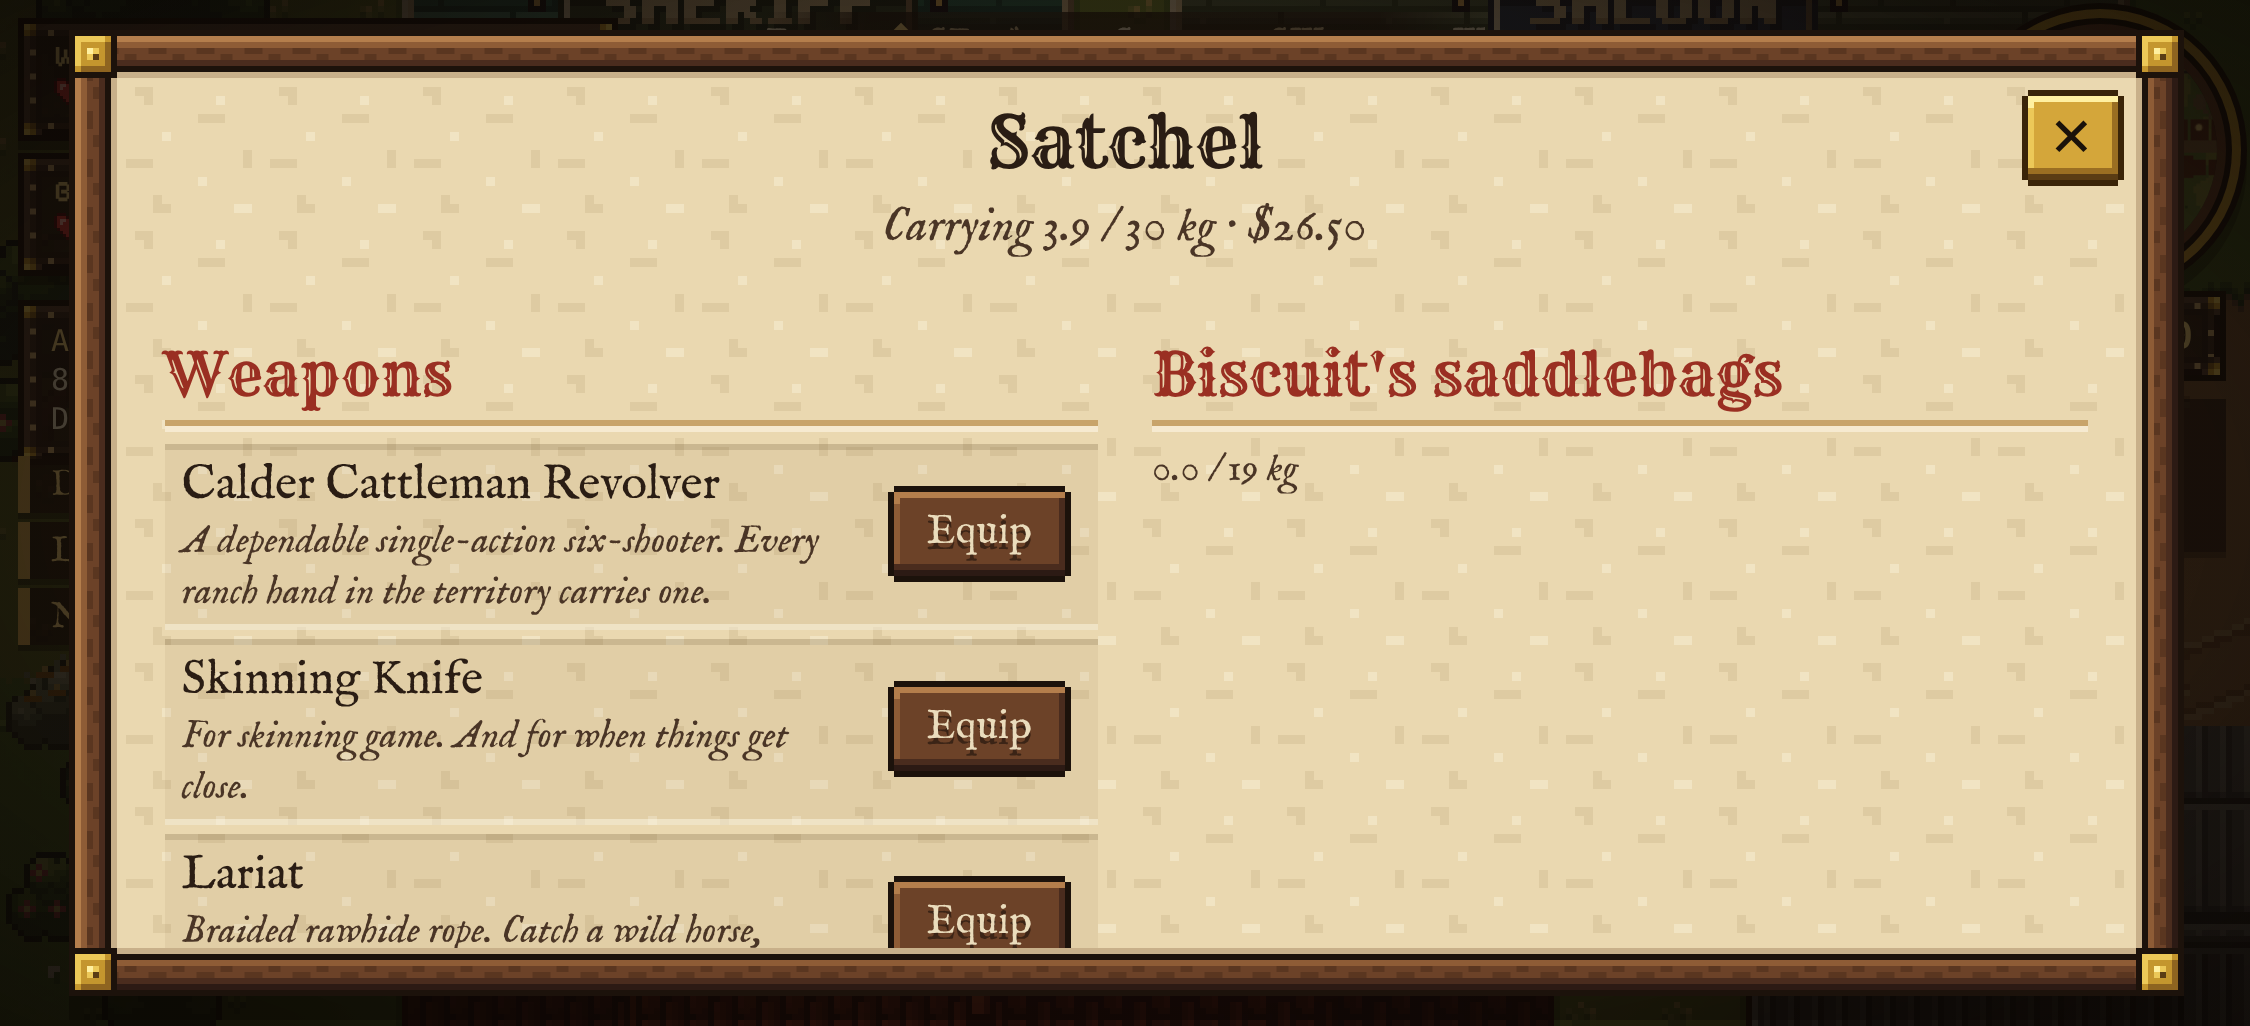 SHERIFF
SALOON
Satchel
×
Carrying 3.9 / 30 kg · $26.50
Weapons
Calder Cattleman Revolver
A dependable single-action six-shooter. Every
ranch hand in the territory carries one.
Equip
Skinning Knife
For skinning game. And for when things get
close.
Equip
Lariat
Braided rawhide rope. Catch a wild horse,
Equip
Biscuit's saddlebags
0.0 / 19 kg